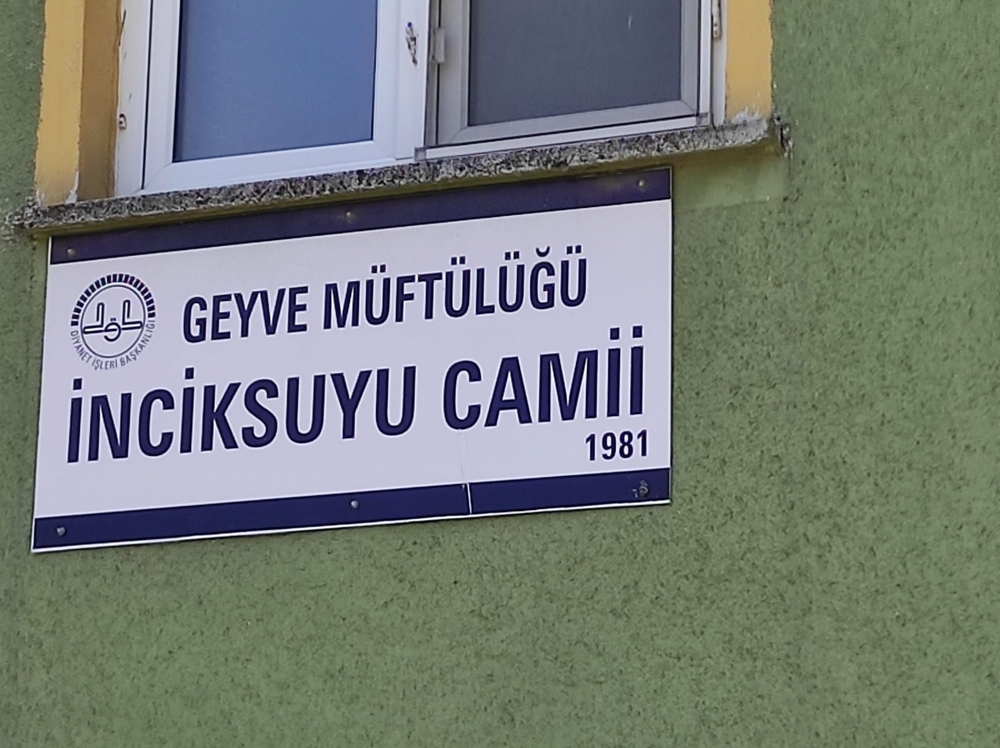 GEYVE MÜFTÜLÜĞÜ
DİYANET İŞLERİ BAŞKANLIĞI
İNCİKSUYU CAMİİ
1981